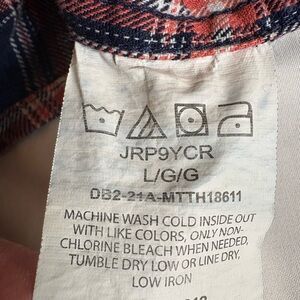 JRP9YCR
L/G/G
DB2-21A-MTTH18611
MACHINE WASH COLD INSIDE OUT
WITH LIKE COLORS, ONLY NON-
CHLORINE BLEACH WHEN NEEDED,
TUMBLE DRY LOW OR LINE DRY,
LOW IRON